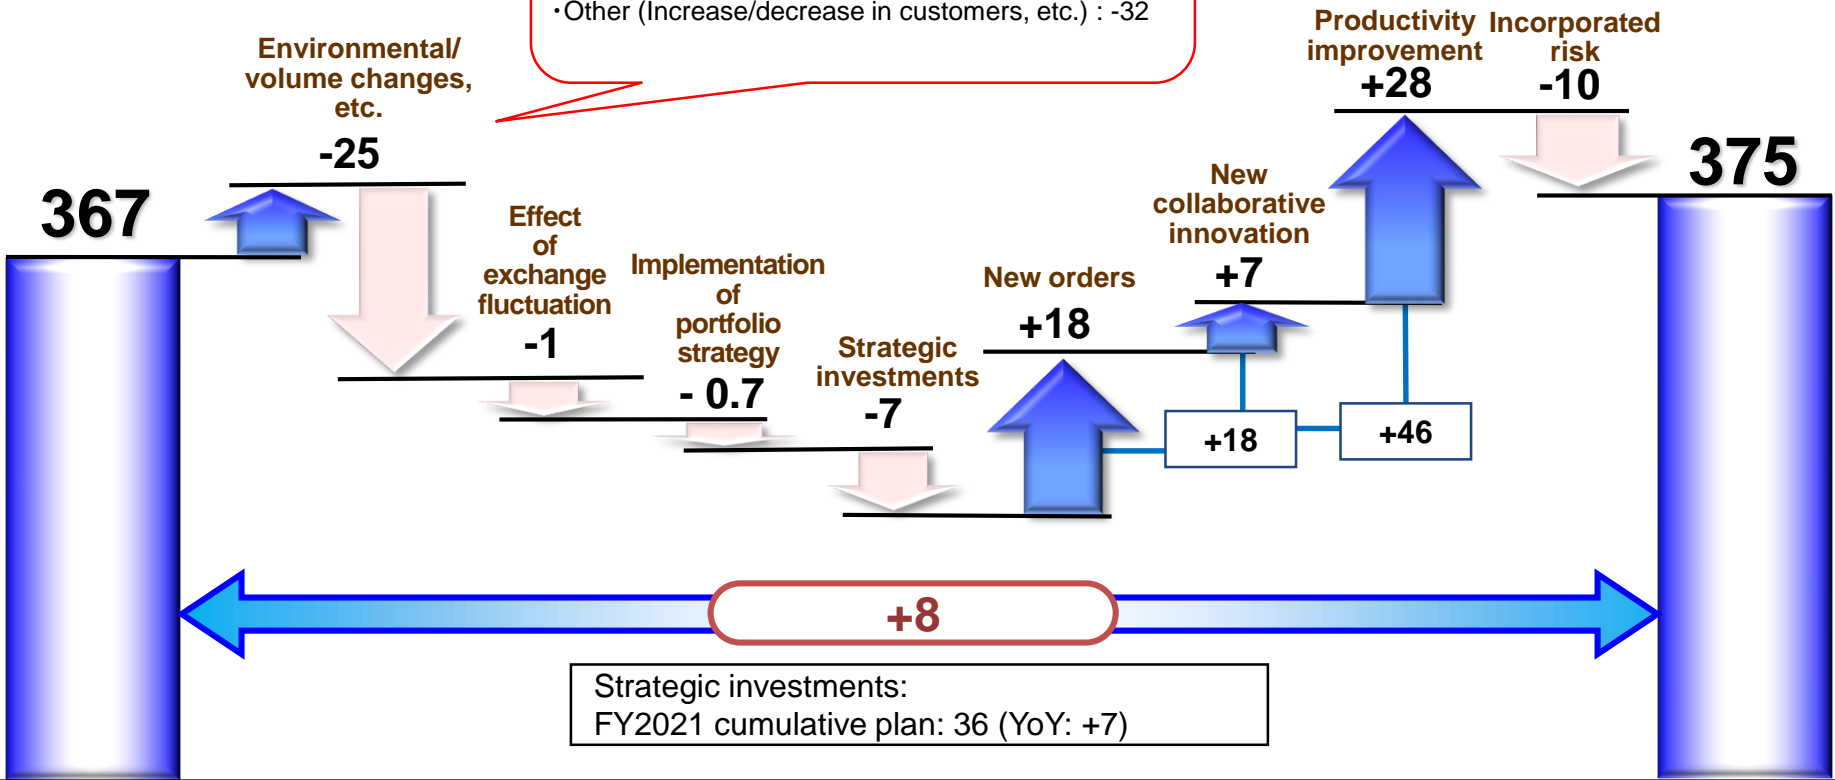 ・Other (Increase/decrease in customers, etc.) : -32
Environmental/
volume changes,
etc.
-25
367
Effect
of
exchange
fluctuation
-1
Implementation
of
portfolio
strategy
- 0.7
Strategic
investments
-7
New orders
+18
New
collaborative
innovation
+7
Productivity
improvement
+28
Incorporated
risk
-10
375
+18
+46
+8
Strategic investments:
FY2021 cumulative plan: 36 (YoY: +7)